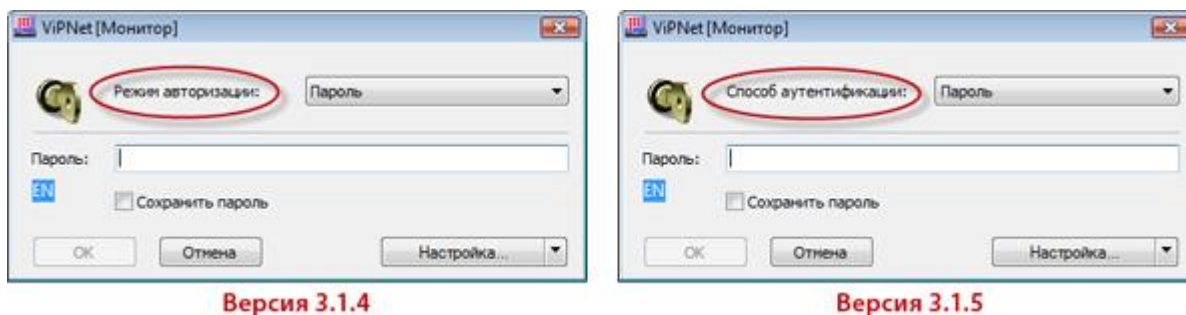 ViPNet [Монитор]
Режим авторизации:
Пароль
Пароль:
EN
Сохранить пароль
OK
Отмена
Настройка...
Версия 3.1.4
ViPNet [Монитор]
Способ аутентификации:
Пароль
Пароль:
EN
Сохранить пароль
OK
Отмена
Настройка...
Версия 3.1.5